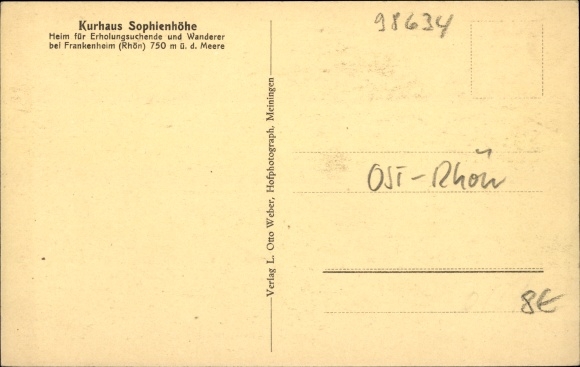 Kurhaus Sophienhöhe
Heim für Erholungsuchende und Wanderer
bei Frankenheim (Rhön) 750 m ü. d. Meere
98634
Verlag L. Otto Weber, Hofphotograph, Meiningen
OST-Rhön
8€